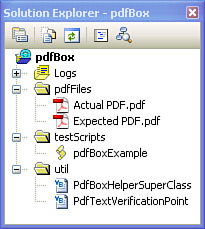 Solution Explorer - pdfBox
pdfBox
Logs
pdfFiles
Actual PDF.pdf
Expected PDF.pdf
testScripts
pdfBoxExample
util
PdfBoxHelperSuperClass
PdfTextVerificationPoint